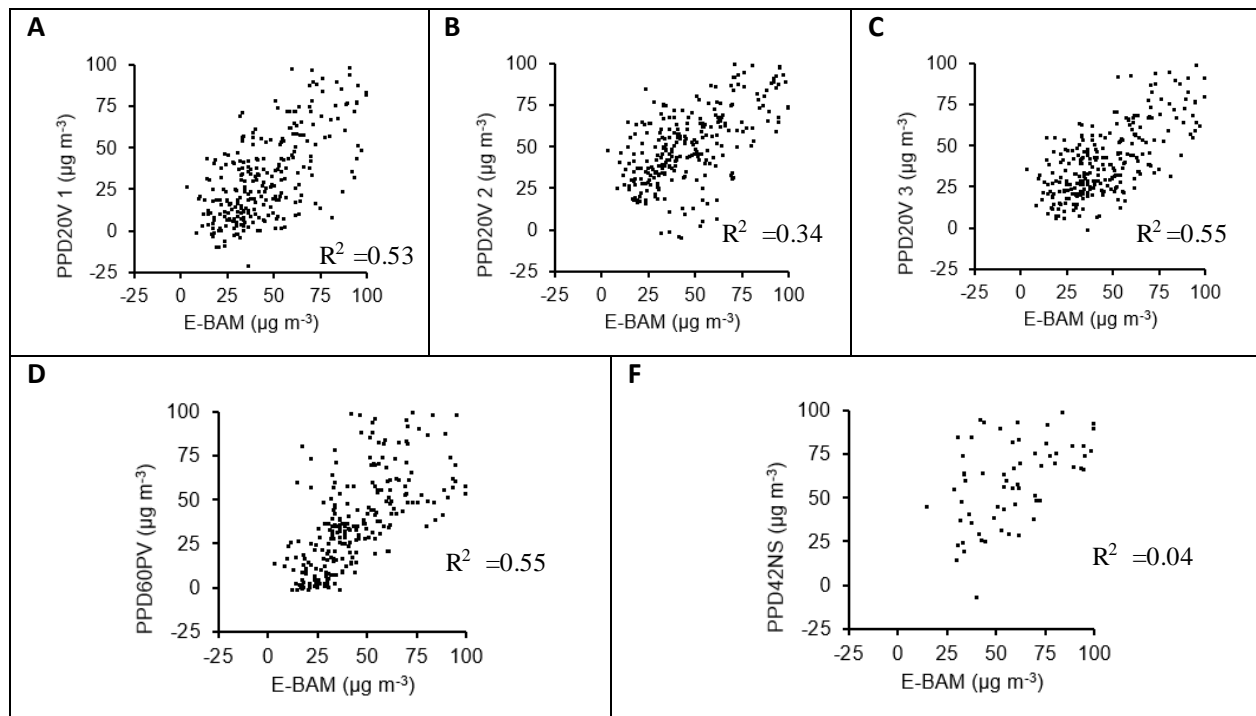 A
100
75
50
25
0
25
-25 0 25 50 75 100
PPD20V 1 (µg m⁻³)
E-BAM (µg m⁻³)
R² =0.53
B
100
75
50
25
0
25
-25 0 25 50 75 100
PPD20V 2 (µg m⁻³)
E-BAM (µg m⁻³)
R² =0.34
C
100
75
50
25
0
25
-25 0 25 50 75 100
PPD20V 3 (µg m⁻³)
E-BAM (µg m⁻³)
R² =0.55
D
100
75
50
25
0
25
-25 0 25 50 75 100
PPD60PV (µg m⁻³)
E-BAM (µg m⁻³)
R² =0.55
F
100
75
50
25
0
25
-25 0 25 50 75 100
PPD42NS (µg m⁻³)
E-BAM (µg m⁻³)
R² =0.04